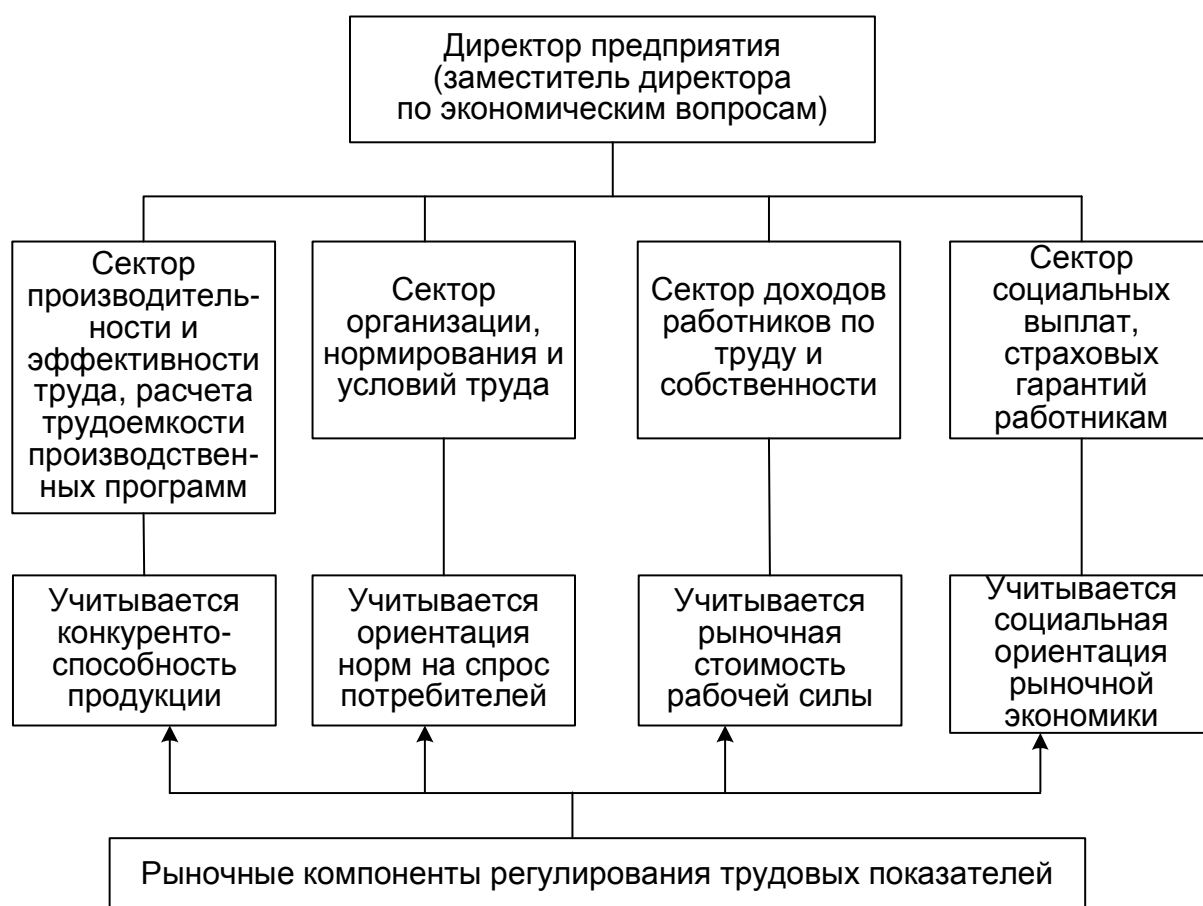 Директор предприятия
(заместитель директора
по экономическим вопросам)
Сектор
производитель-
ности и
эффективности
труда, расчета
трудоемкости
производствен-
ных программ
Сектор
организации,
нормирования и
условий труда
Сектор доходов
работников по
труду и
собственности
Сектор
социальных
выплат,
страховых
гарантий
работникам
Учитывается
конкуренто-
способность
продукции
Учитывается
ориентация
норм на спрос
потребителей
Учитывается
рыночная
стоимость
рабочей силы
Учитывается
социальная
ориентация
рыночной
экономики
Рыночные компоненты регулирования трудовых показателей